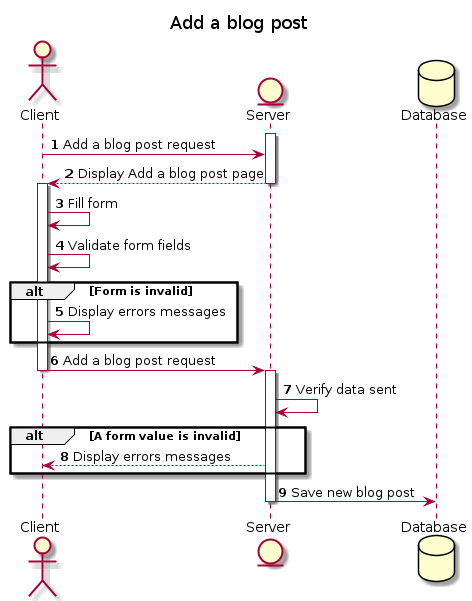 Add a blog post
Client
Server
Database
1 Add a blog post request
2 Display Add a blog post page
3 Fill form
4 Validate form fields
alt [Form is invalid]
5 Display errors messages
6 Add a blog post request
7 Verify data sent
alt [A form value is invalid]
8 Display errors messages
9 Save new blog post
Client
Server
Database